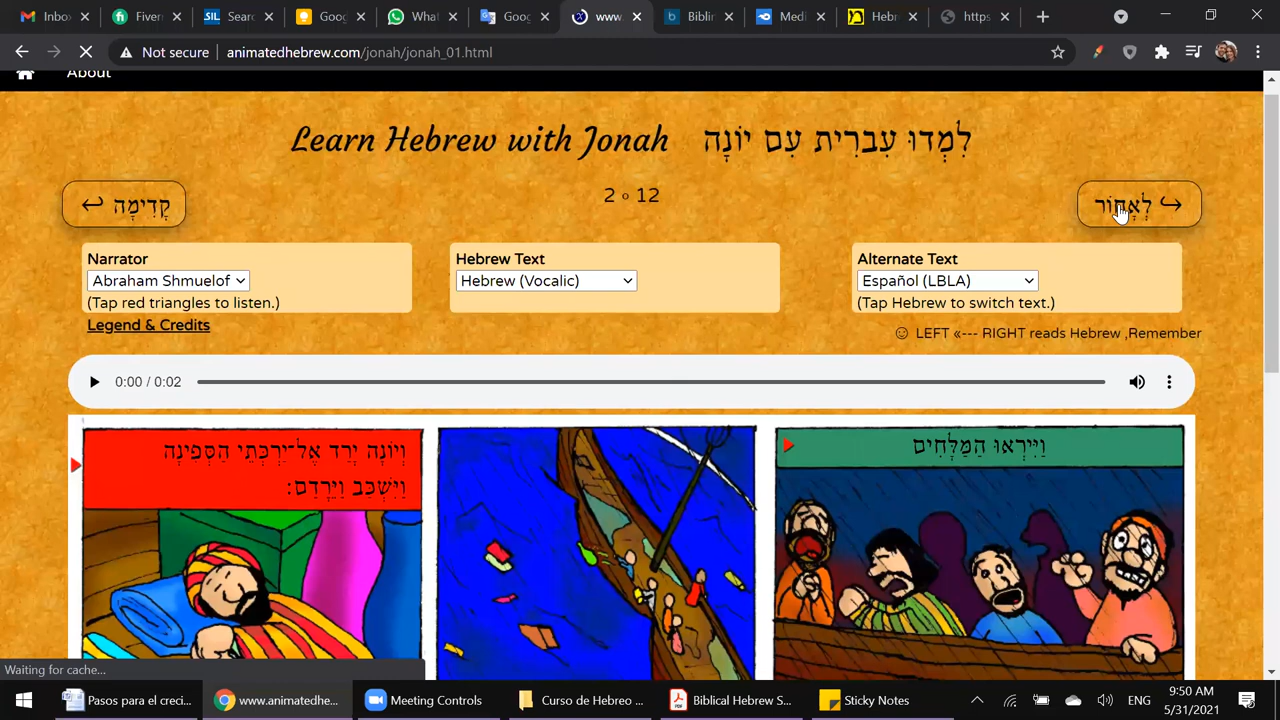 Inbox
Fiverr
SIL Search
Goog
What
Goog
www
Biblin
Medi
Hebr
https
Not secure animatedhebrew.com/jonah/jonah_01.html
About
Learn Hebrew with Jonah לִמְדוּ עִבְרִית עִם יוֹנָה
↩ קָדִימָה
2 ◦ 12
לְאָחוֹר ↪
Narrator
Abraham Shmuelof
(Tap red triangles to listen.)
Legend & Credits
Hebrew Text
Hebrew (Vocalic)
Alternate Text
Español (LBLA)
(Tap Hebrew to switch text.)
☺ LEFT «--- RIGHT reads Hebrew ,Remember
0:00 / 0:02
וְיוֹנָה יָרַד אֶל־יַרְכְּתֵי הַסְּפִינָה
וַיִּשְׁכַּב וַיֵּרָדַם׃
וַיִּירְאוּ הַמַּלָּחִים
Waiting for cache...
Pasos para el creci...
www.animatedhe...
Meeting Controls
Curso de Hebreo ...
Biblical Hebrew S...
Sticky Notes
ENG
9:50 AM
5/31/2021